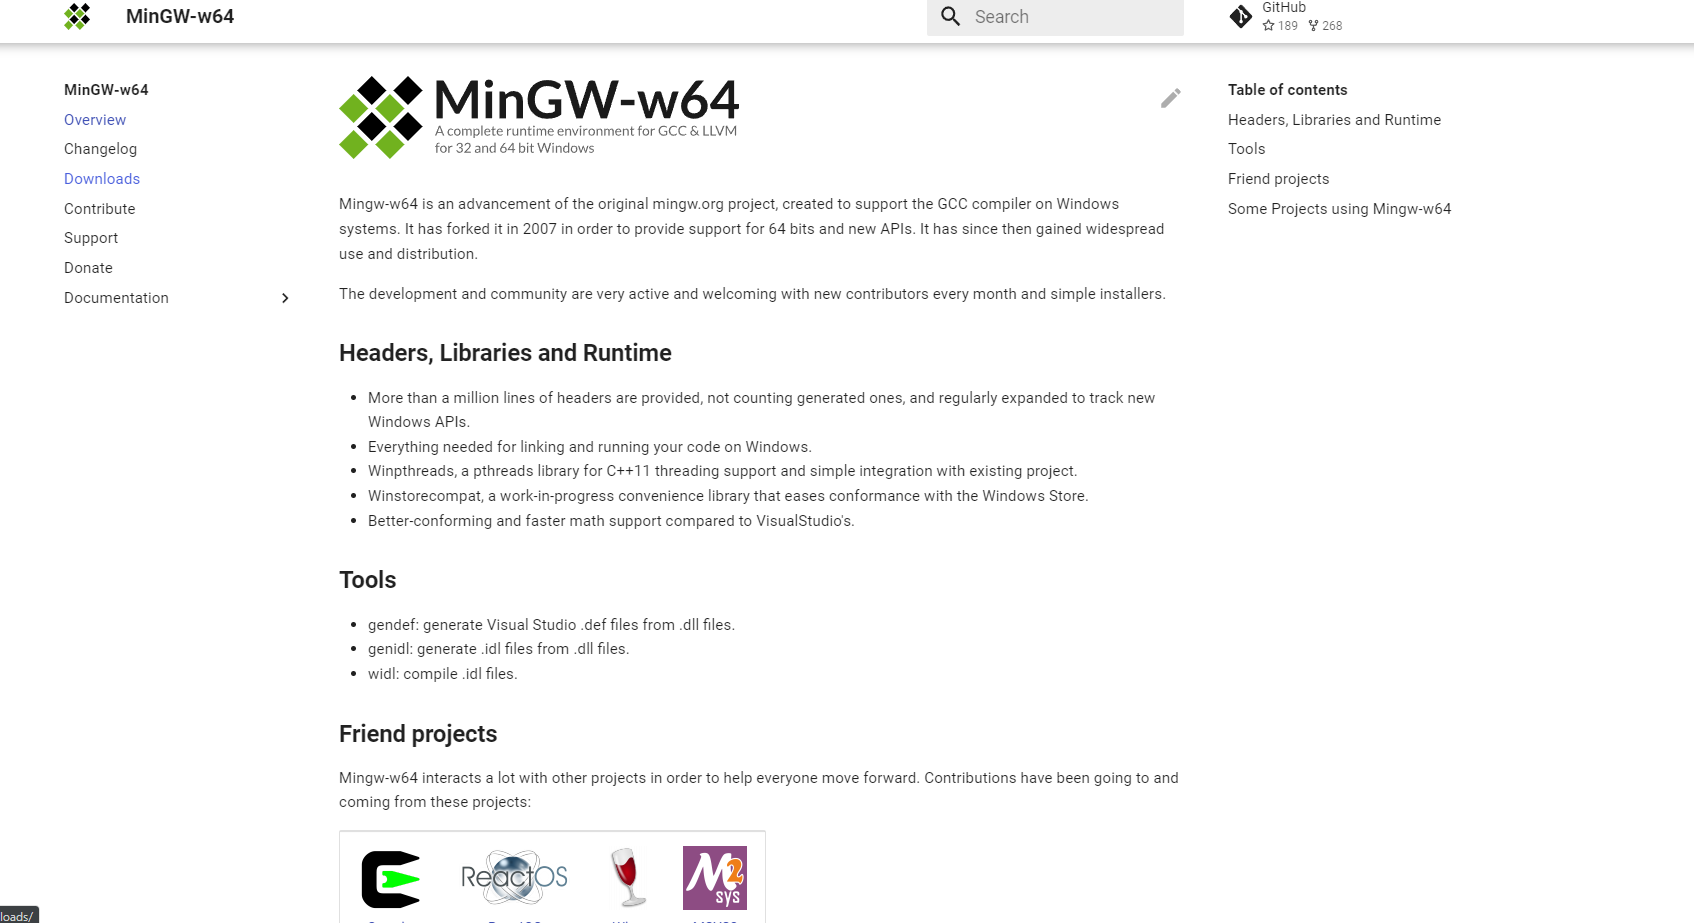 MinGW-w64
Search
GitHub
189 268
MinGW-w64
Overview
Changelog
Downloads
Contribute
Support
Donate
Documentation
MinGW-w64
A complete runtime environment for GCC & LLVM
for 32 and 64 bit Windows
Mingw-w64 is an advancement of the original mingw.org project, created to support the GCC compiler on Windows
systems. It has forked it in 2007 in order to provide support for 64 bits and new APIs. It has since then gained widespread
use and distribution.
The development and community are very active and welcoming with new contributors every month and simple installers.
Headers, Libraries and Runtime
More than a million lines of headers are provided, not counting generated ones, and regularly expanded to track new
Windows APIs.
Everything needed for linking and running your code on Windows.
Winpthreads, a pthreads library for C++11 threading support and simple integration with existing project.
Winstorecompat, a work-in-progress convenience library that eases conformance with the Windows Store.
Better-conforming and faster math support compared to VisualStudio's.
Tools
gendef: generate Visual Studio .def files from .dll files.
genidl: generate .idl files from .dll files.
widl: compile .idl files.
Friend projects
Mingw-w64 interacts a lot with other projects in order to help everyone move forward. Contributions have been going to and
coming from these projects:
ReactOS
M2
sys
Table of contents
Headers, Libraries and Runtime
Tools
Friend projects
Some Projects using Mingw-w64
loads/